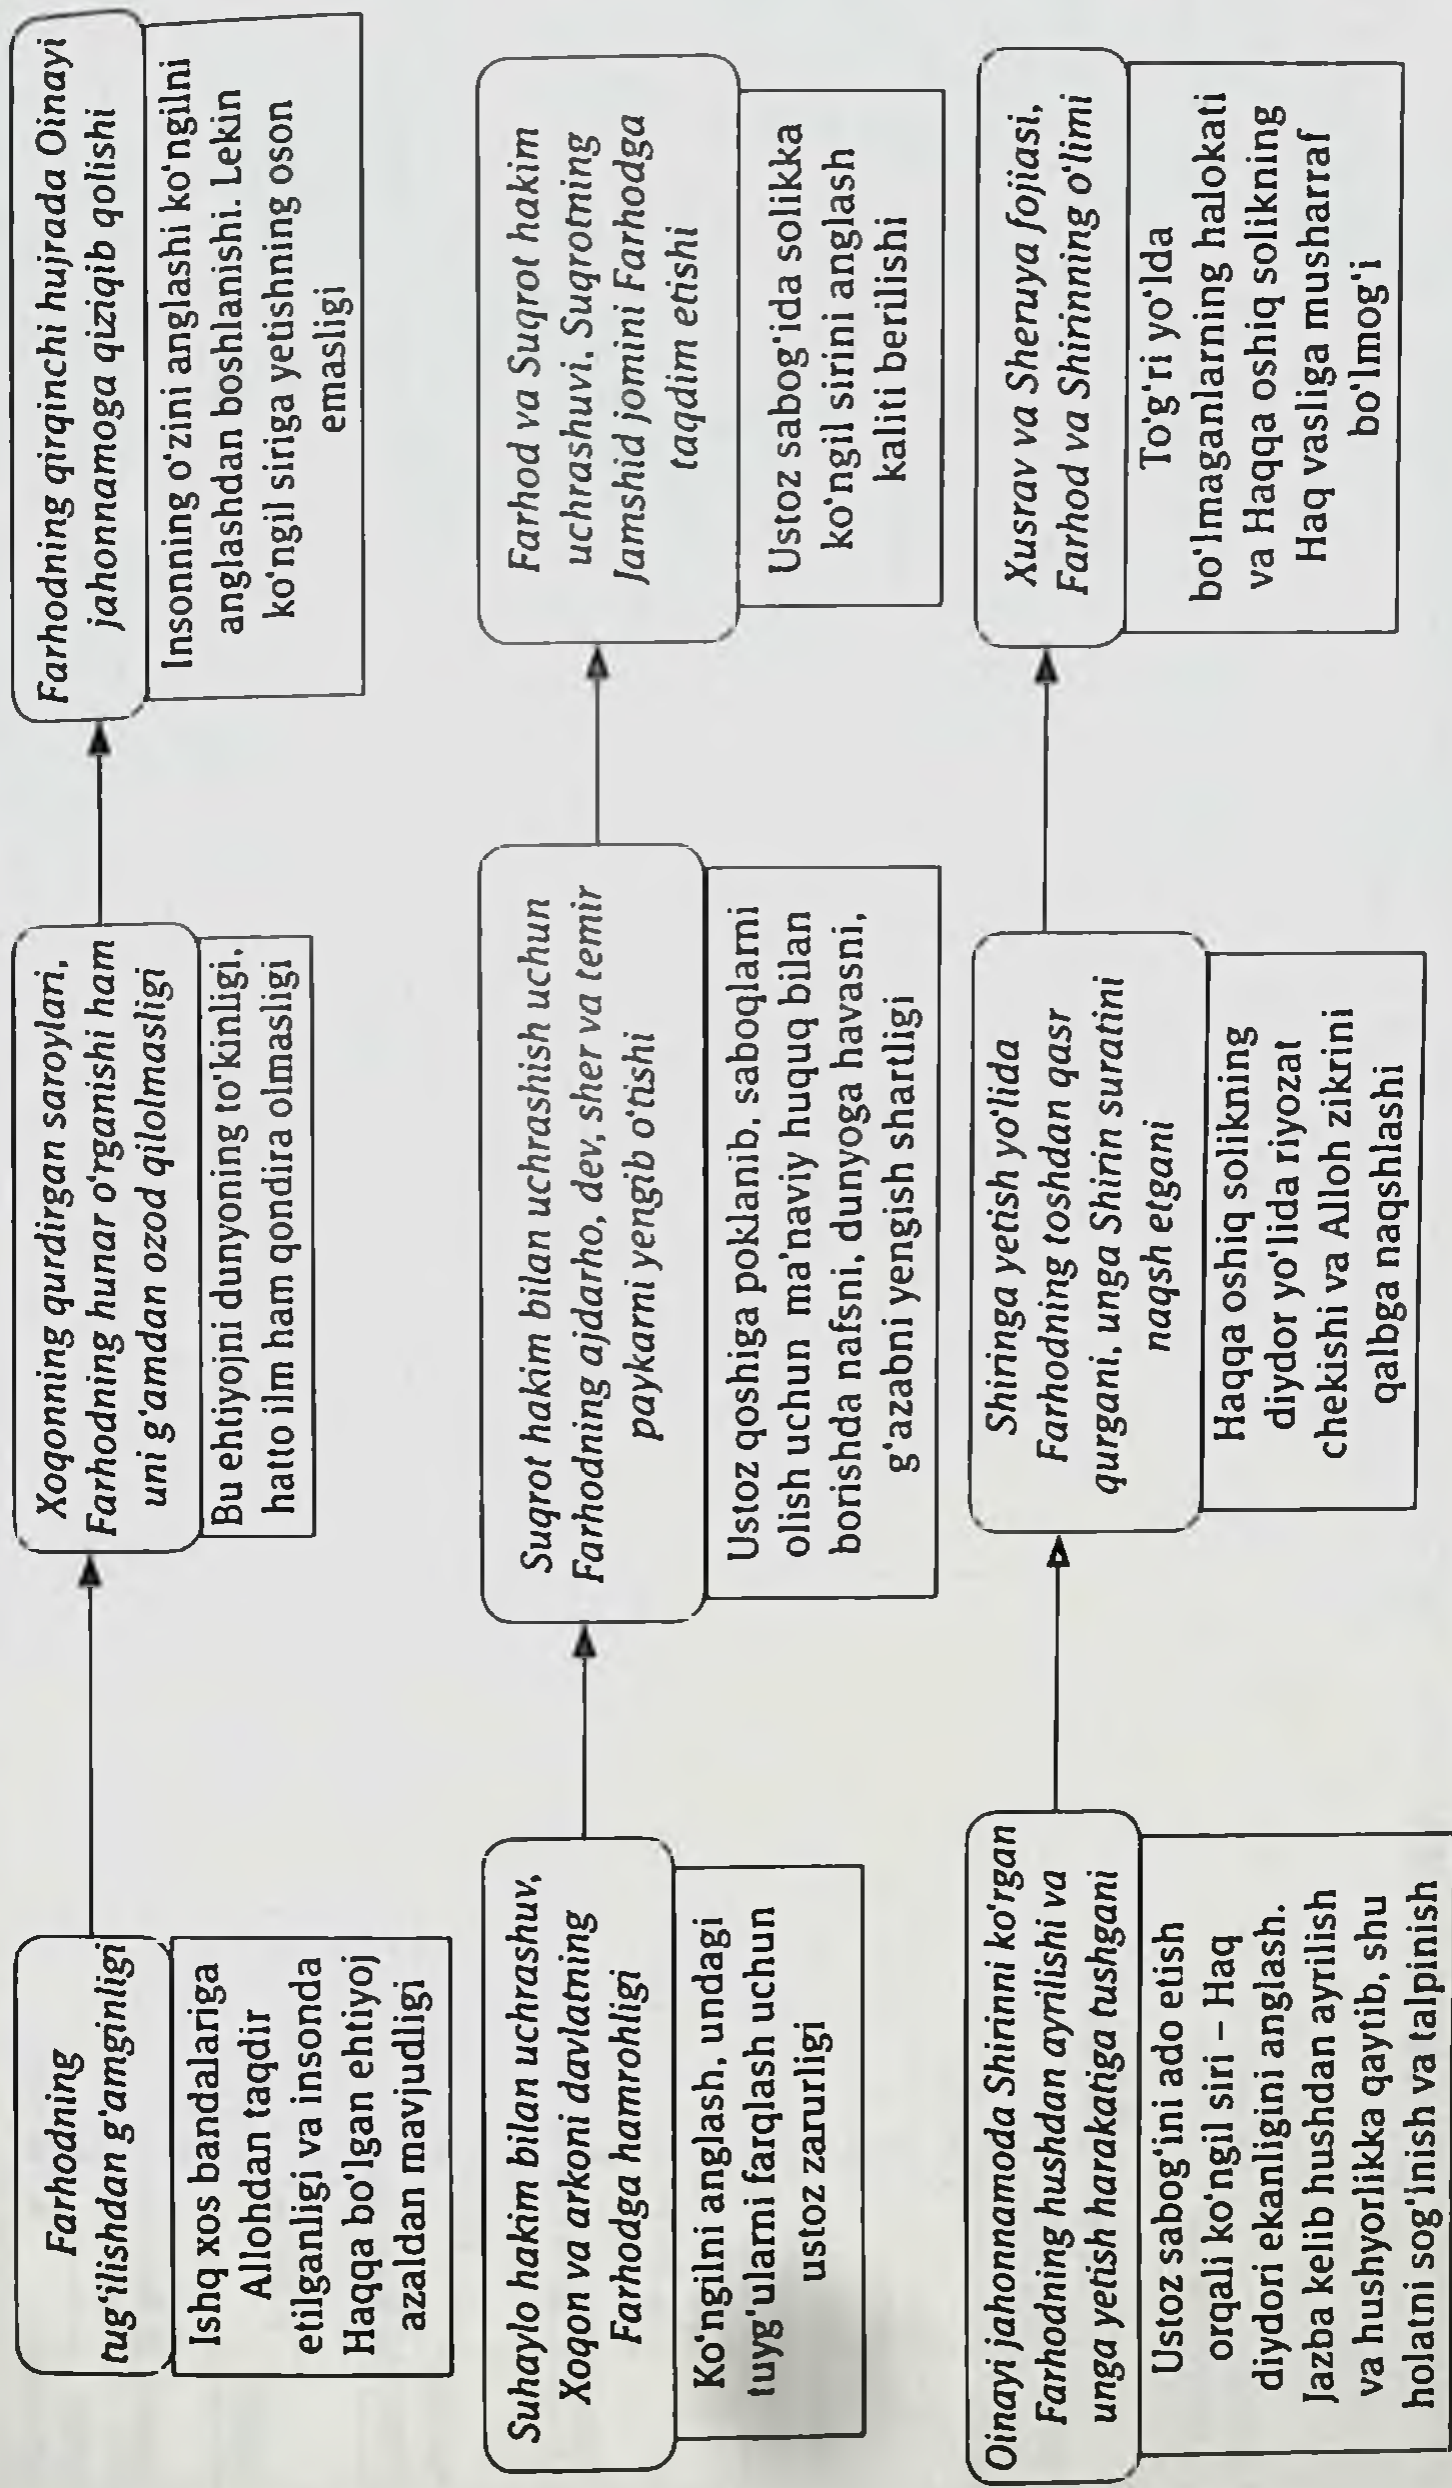 Farhodning
tug'ilishdan g'amginligi
Ishq xos bandalariga
Allohdan taqdir
etilganligi va insonda
Haqqa bo'lgan ehtiyoj
azaldan mavjudligi
Xoqonning qurdirgan saroylari,
Farhodning hunar o'rganishi ham
uni g'amdan ozod qilolmasligi
Bu ehtiyojni dunyoning to'kinligi,
hatto ilm ham qondira olmasligi
Farhodning qirqinchi hujrada Oinayi
jahonnamoga qiziqib qolishi
Insonning o'zini anglashi ko'ngilni
anglashdan boshlanishi. Lekin
ko'ngil siriga yetishning oson
emasligi
Suhaylo hakim bilan uchrashuv,
Xoqon va arkoni davlatning
Farhodga hamrohligi
Ko'ngilni anglash, undagi
tuyg'ularni farqlash uchun
ustoz zarurligi
Suqrot hakim bilan uchrashish uchun
Farhodning ajdarho, dev, sher va temir
paykarni yengib o'tishi
Ustoz qoshiga poklanib, saboqlarni
olish uchun ma'naviy huquq bilan
borishda nafsni, dunyoga havasni,
g'azabni yengish shartligi
Farhod va Suqrot hakim
uchrashuvi, Suqrotning
Jamshid jomini Farhodga
taqdim etishi
Ustoz sabog'ida solikka
ko'ngil sirini anglash
kaliti berilishi
Oinayi jahonnamoda Shirinni ko'rgan
Farhodning hushdan ayrilishi va
unga yetish harakatiga tushgani
Ustoz sabog'ini ado etish
orqali ko'ngil siri – Haq
diydori ekanligini anglash.
Jazba kelib hushdan ayrilish
va hushyorlikka qaytib, shu
holatni sog'inish va talpinish
Shiringa yetish yo'lida
Farhodning toshdan qasr
qurgani, unga Shirin suratini
naqsh etgani
Haqqa oshiq solikning
diydor yo'lida riyozat
chekishi va Alloh zikrini
qalbga naqshlashi
Xusrav va Sheruya fojiasi,
Farhod va Shirinning o'limi
To'g'ri yo'lda
bo'lmaganlarning halokati
va Haqqa oshiq solikning
Haq vasliga musharraf
bo'lmog'i